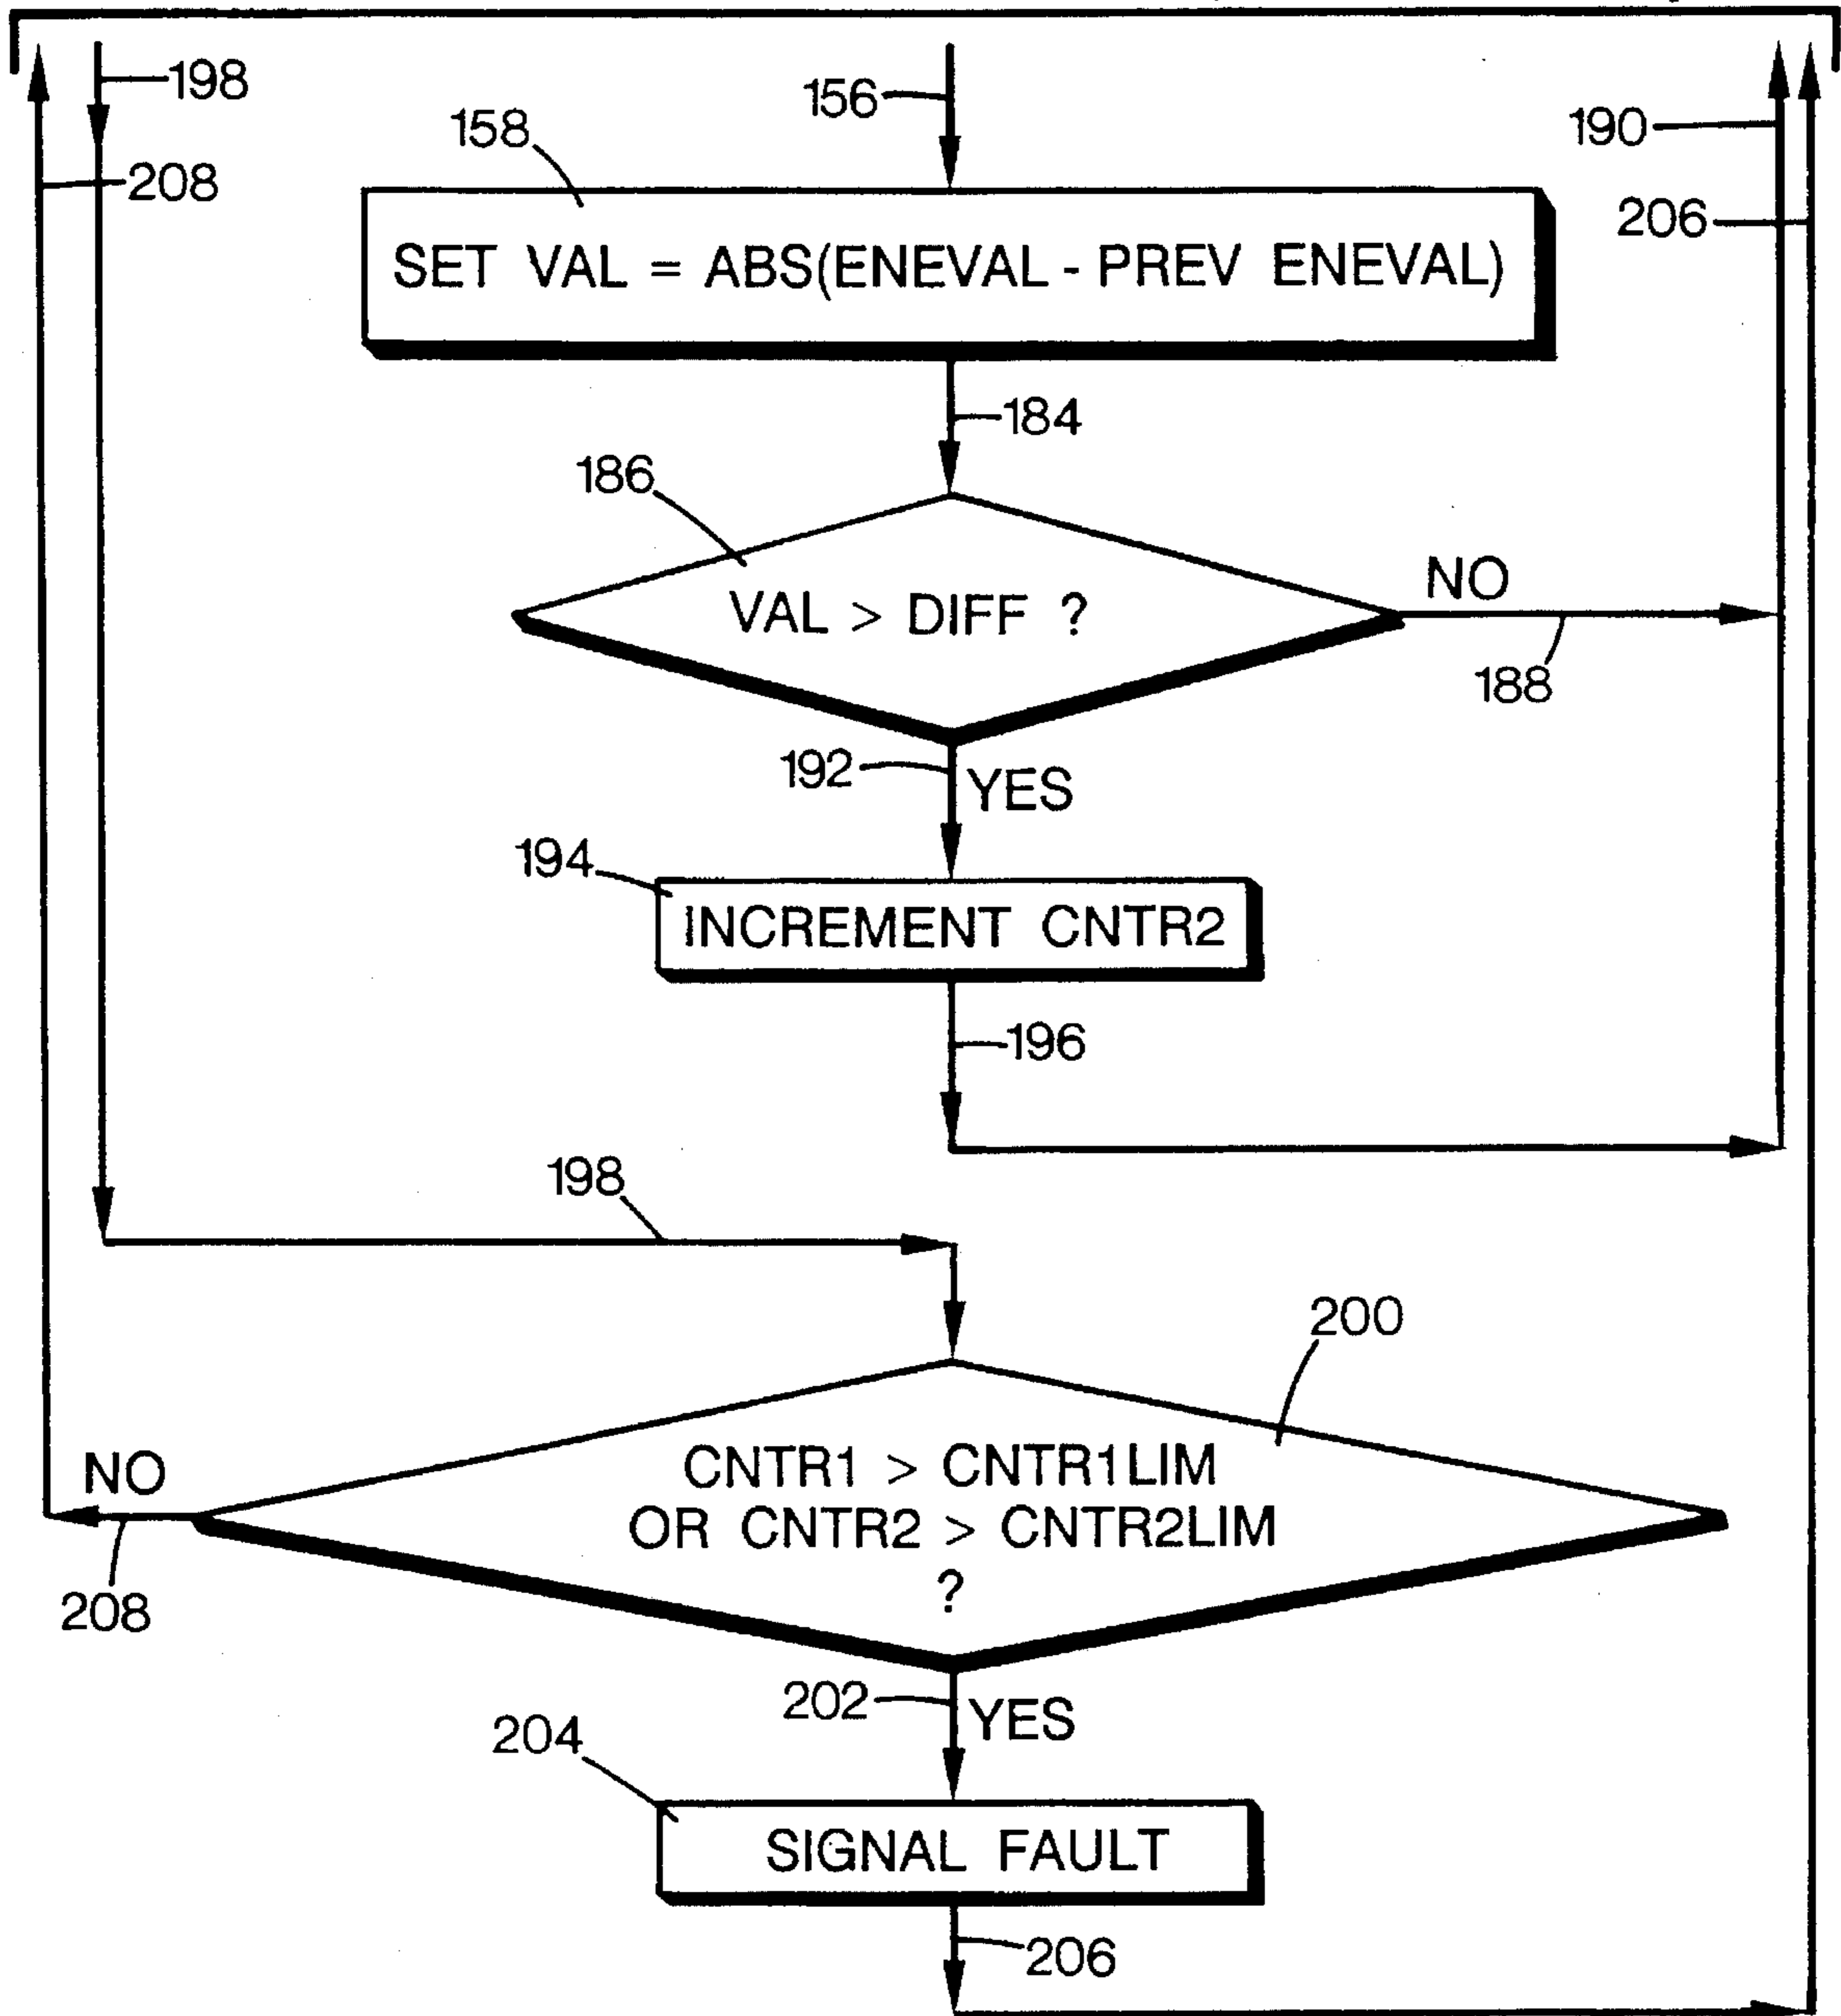 198
156
190
158
208
206
SET VAL = ABS(ENEVAL - PREV ENEVAL)
184
186
NO
VAL > DIFF ?
188
192
YES
194
INCREMENT CNTR2
196
198
200
CNTR1 > CNTR1LIM
NO
OR CNTR2 > CNTR2LIM
?
208
202
YES
204
SIGNAL FAULT
206